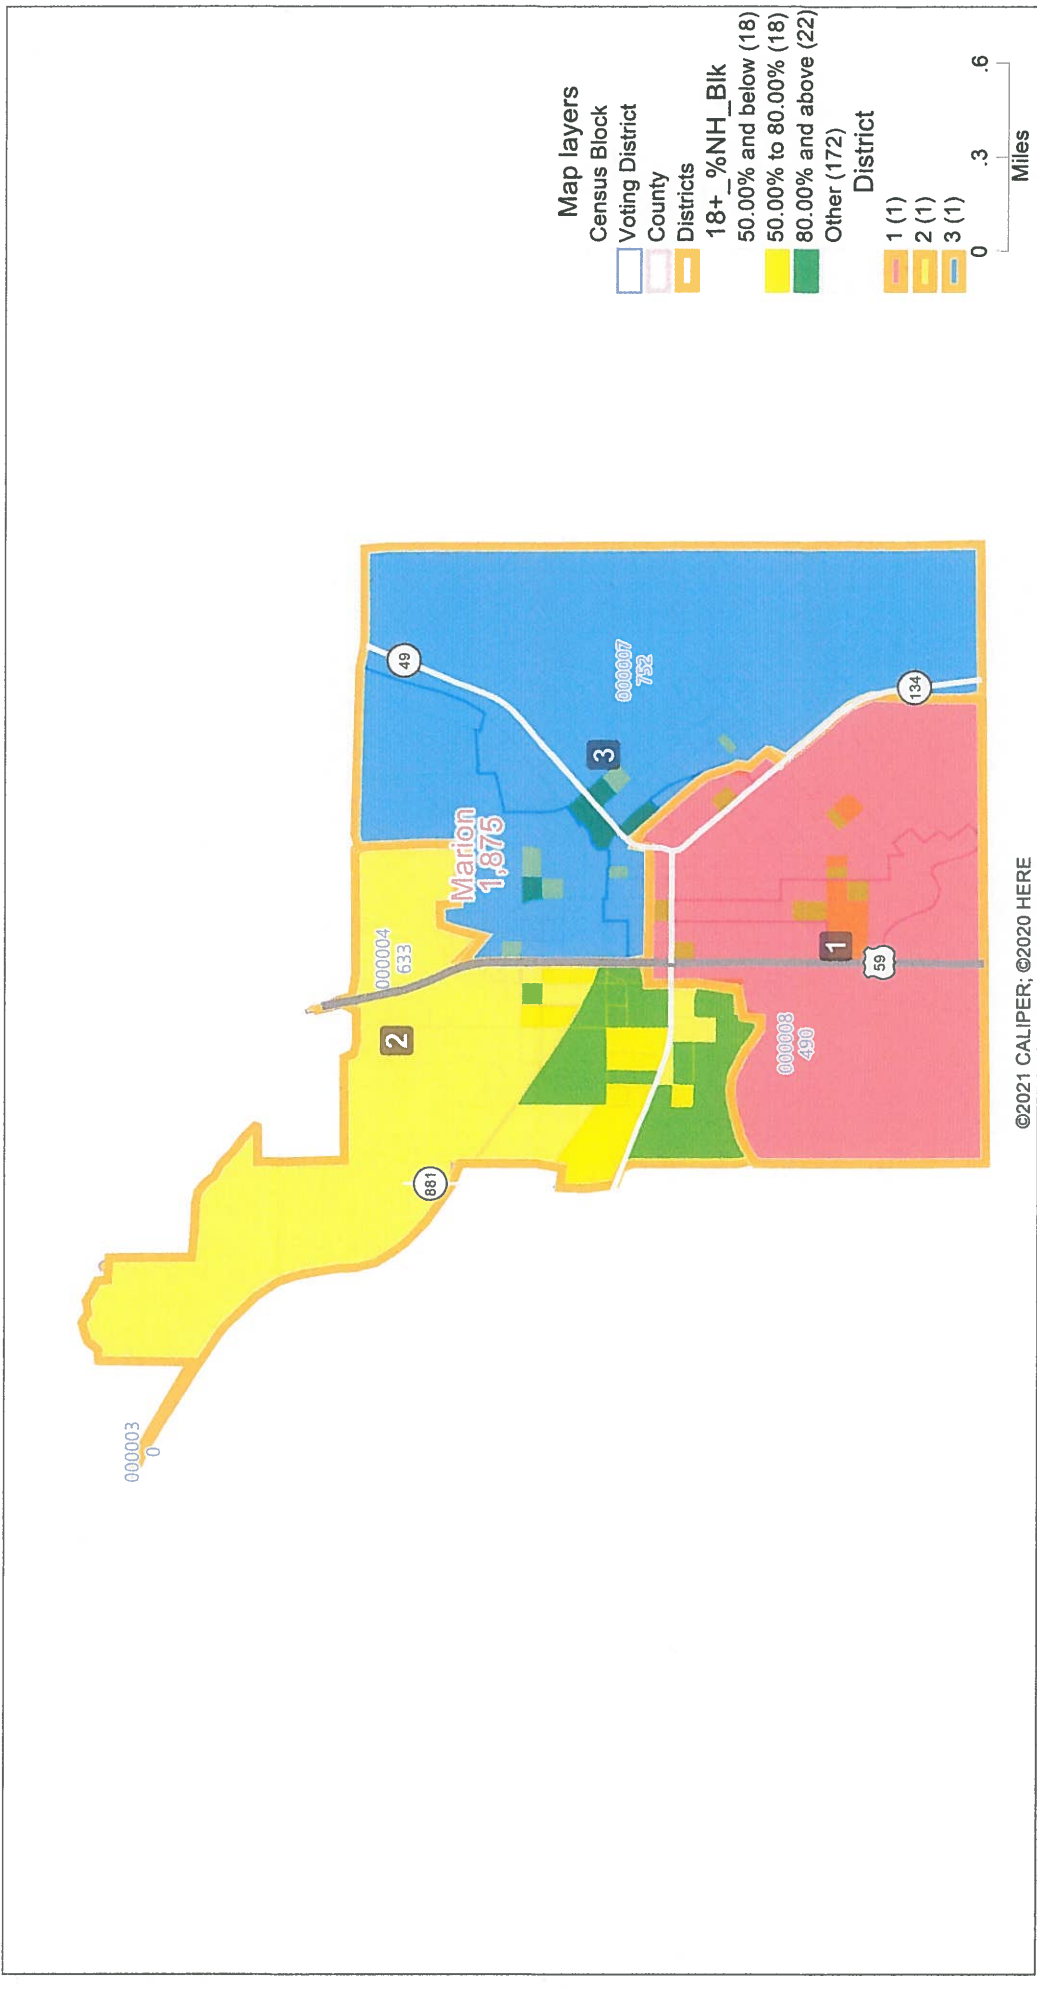 Map layers
Census Block
Voting District
County
Districts
18+_%NH_Blk
50.00% and below (18)
50.00% to 80.00% (18)
80.00% and above (22)
Other (172)
District
1 (1)
2 (1)
3 (1)
0 .3 .6
Miles
000003
0
881
2
000004
633
Marion
1,875
49
3
000007
752
134
1
59
000008
490
©2021 CALIPER; ©2020 HERE